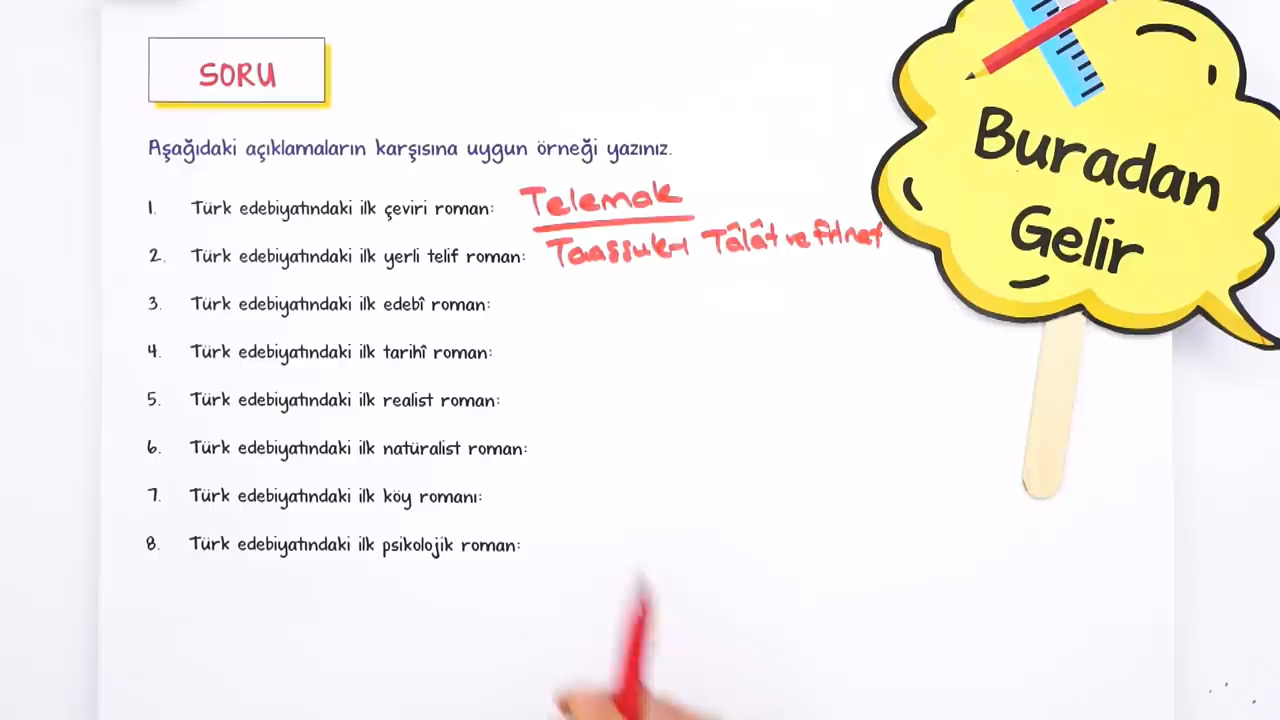 SORU
Aşağıdaki açıklamaların karşısına uygun örneği yazınız.
1. Türk edebiyatındaki ilk çeviri roman: Telemak
2. Türk edebiyatındaki ilk yerli telif roman: Taaşşuk-ı Tâlât ve Fitnat
3. Türk edebiyatındaki ilk edebî roman:
4. Türk edebiyatındaki ilk tarihî roman:
5. Türk edebiyatındaki ilk realist roman:
6. Türk edebiyatındaki ilk natüralist roman:
7. Türk edebiyatındaki ilk köy romanı:
8. Türk edebiyatındaki ilk psikolojik roman:
Buradan
Gelir